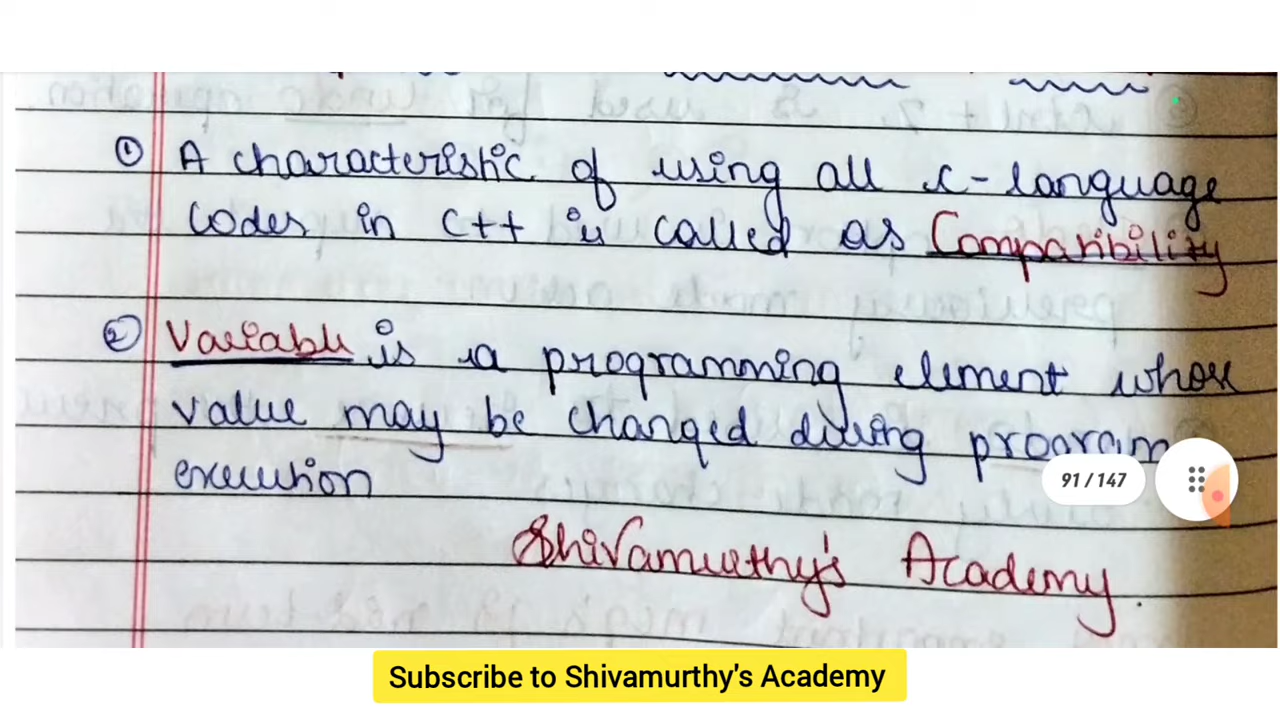 ① A characteristic of using all c-language
codes in C++ is called as Comparibility
② Variable is a programming element whose
value may be changed during program
execution
91 / 147
Shivamurthy's Academy.
Subscribe to Shivamurthy's Academy